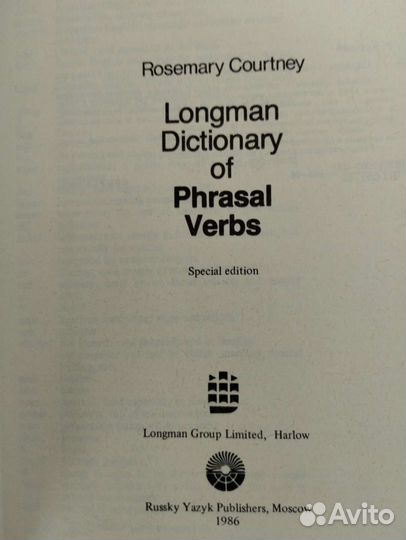 Rosemary Courtney
Longman
Dictionary
of
Phrasal
Verbs
Special edition
Longman Group Limited, Harlow
Russky Yazyk Publishers, Moscow
1986
Avito